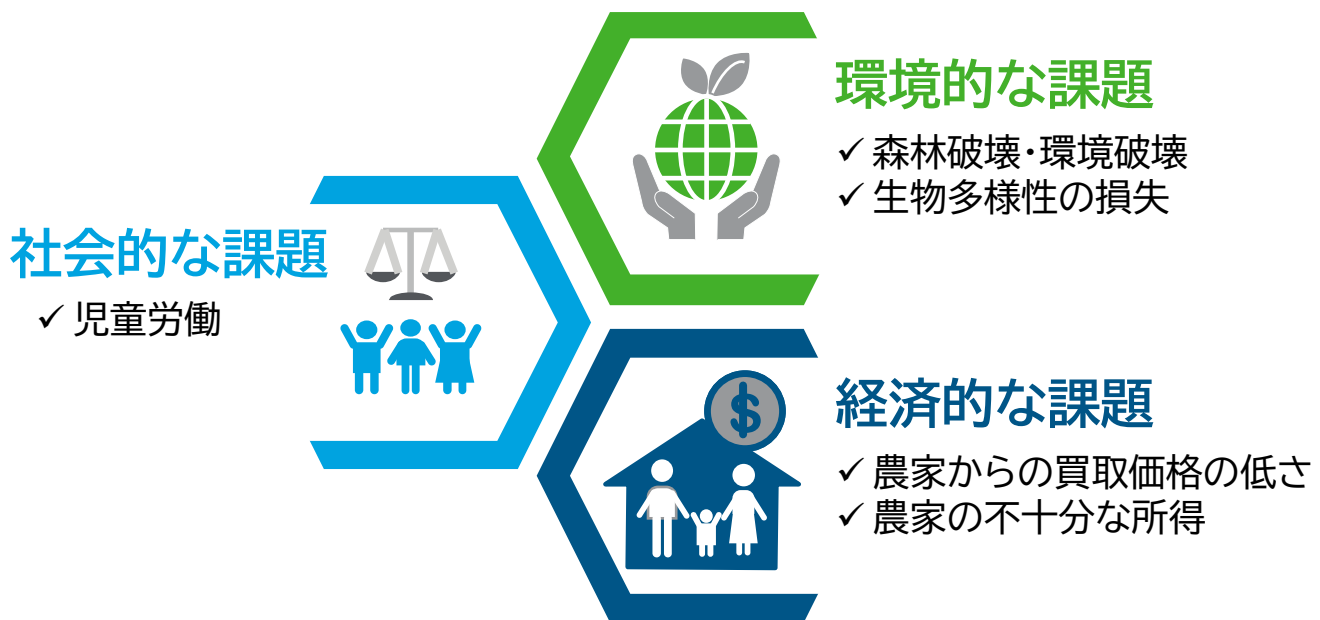 環境的な課題
✓ 森林破壊・環境破壊
✓ 生物多様性の損失
社会的な課題
✓ 児童労働
経済的な課題
✓ 農家からの買取価格の低さ
✓ 農家の不十分な所得
$